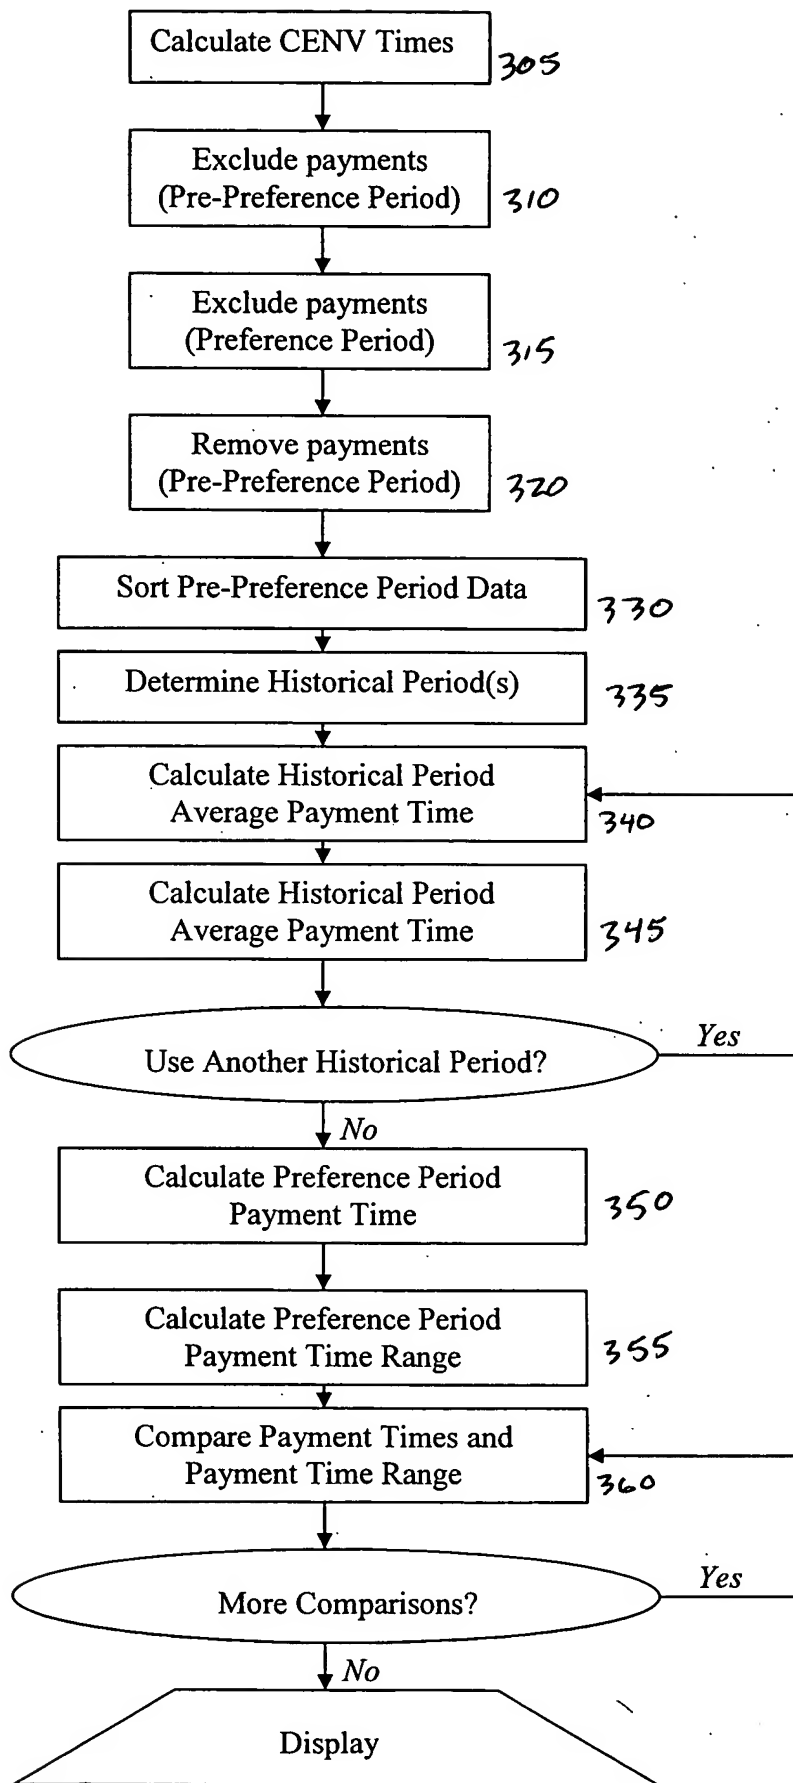 Calculate CENV Times
305
Exclude payments
(Pre-Preference Period)
310
Exclude payments
(Preference Period)
315
Remove payments
(Pre-Preference Period)
320
Sort Pre-Preference Period Data
330
Determine Historical Period(s)
335
Calculate Historical Period
Average Payment Time
340
Calculate Historical Period
Average Payment Time
345
Use Another Historical Period?
Yes
No
Calculate Preference Period
Payment Time
350
Calculate Preference Period
Payment Time Range
355
Compare Payment Times and
Payment Time Range
360
More Comparisons?
Yes
No
Display